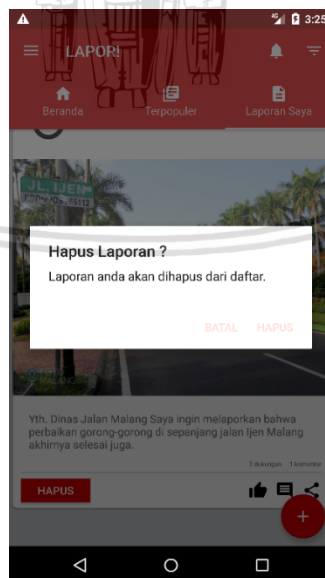 3:25
LAPOR!
Beranda
Terpopuler
Laporan Saya
JL. IJEN
65112
Hapus Laporan ?
Laporan anda akan dihapus dari daftar.
BATAL
HAPUS
Yth. Dinas Jalan Malang Saya ingin melaporkan bahwa
perbaikan gorong-gorong di sepanjang jalan Ijen Malang
akhirnya selesai juga.
7 dukungan 1 komentar
HAPUS